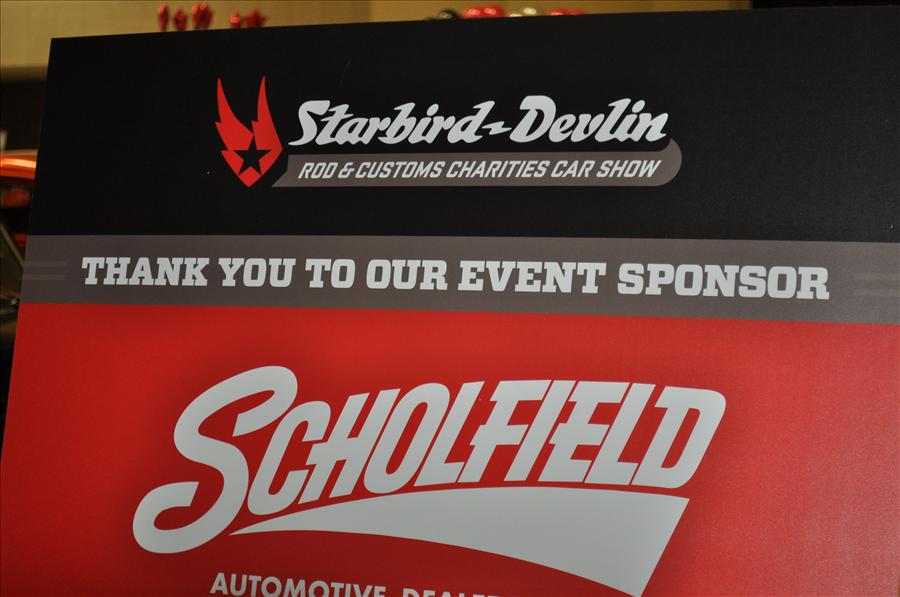 Starbird-Devlin
ROD & CUSTOMS CHARITIES CAR SHOW
THANK YOU TO OUR EVENT SPONSOR
SCHOLFIELD
AUTOMOTIVE